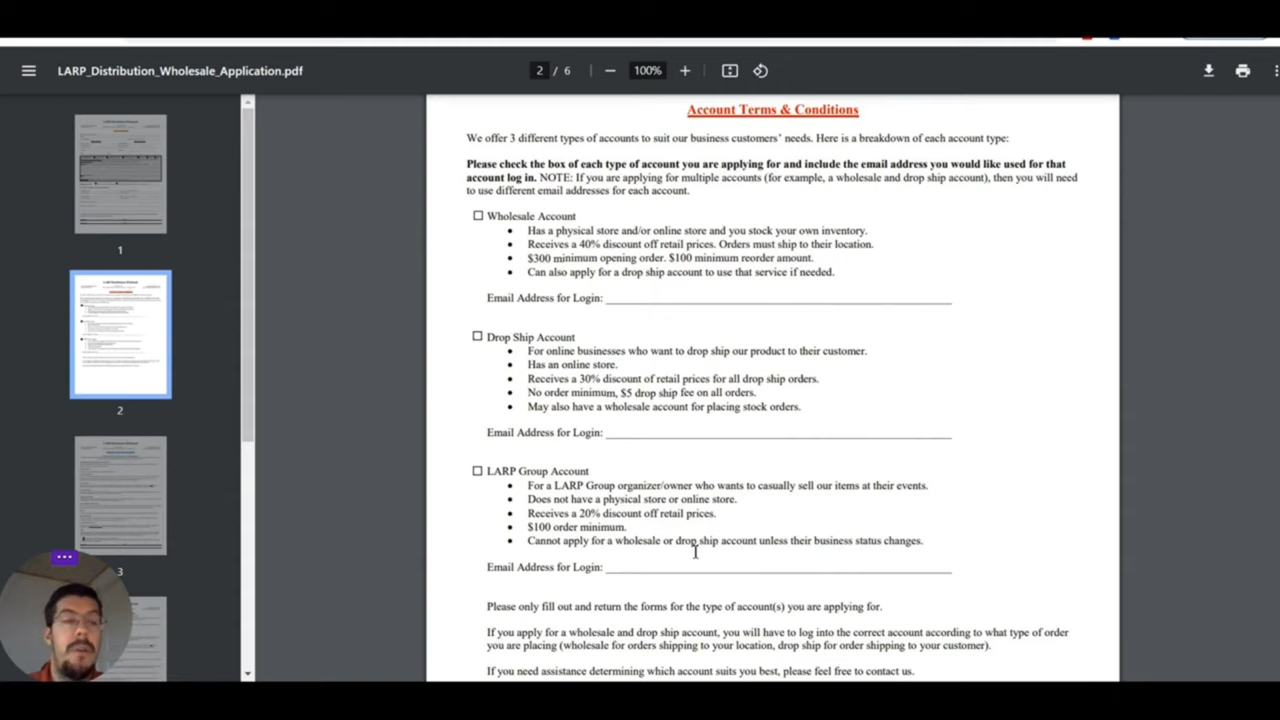 LARP_Distribution_Wholesale_Application.pdf
2 / 6
100%
1
2
3
Account Terms & Conditions
We offer 3 different types of accounts to suit our business customers' needs. Here is a breakdown of each account type:
Please check the box of each type of account you are applying for and include the email address you would like used for that
account log in. NOTE: If you are applying for multiple accounts (for example, a wholesale and drop ship account), then you will need
to use different email addresses for each account.
Wholesale Account
• Has a physical store and/or online store and you stock your own inventory.
• Receives a 40% discount off retail prices. Orders must ship to their location.
• $300 minimum opening order. $100 minimum reorder amount.
• Can also apply for a drop ship account to use that service if needed.
Email Address for Login:
Drop Ship Account
• For online businesses who want to drop ship our product to their customer.
• Has an online store.
• Receives a 30% discount of retail prices for all drop ship orders.
• No order minimum, $5 drop ship fee on all orders.
• May also have a wholesale account for placing stock orders.
Email Address for Login:
LARP Group Account
• For a LARP Group organizer/owner who wants to casually sell our items at their events.
• Does not have a physical store or online store.
• Receives a 20% discount off retail prices.
• $100 order minimum.
• Cannot apply for a wholesale or drop ship account unless their business status changes.
Email Address for Login:
Please only fill out and return the forms for the type of account(s) you are applying for.
If you apply for a wholesale and drop ship account, you will have to log into the correct account according to what type of order
you are placing (wholesale for orders shipping to your location, drop ship for order shipping to your customer).
If you need assistance determining which account suits you best, please feel free to contact us.